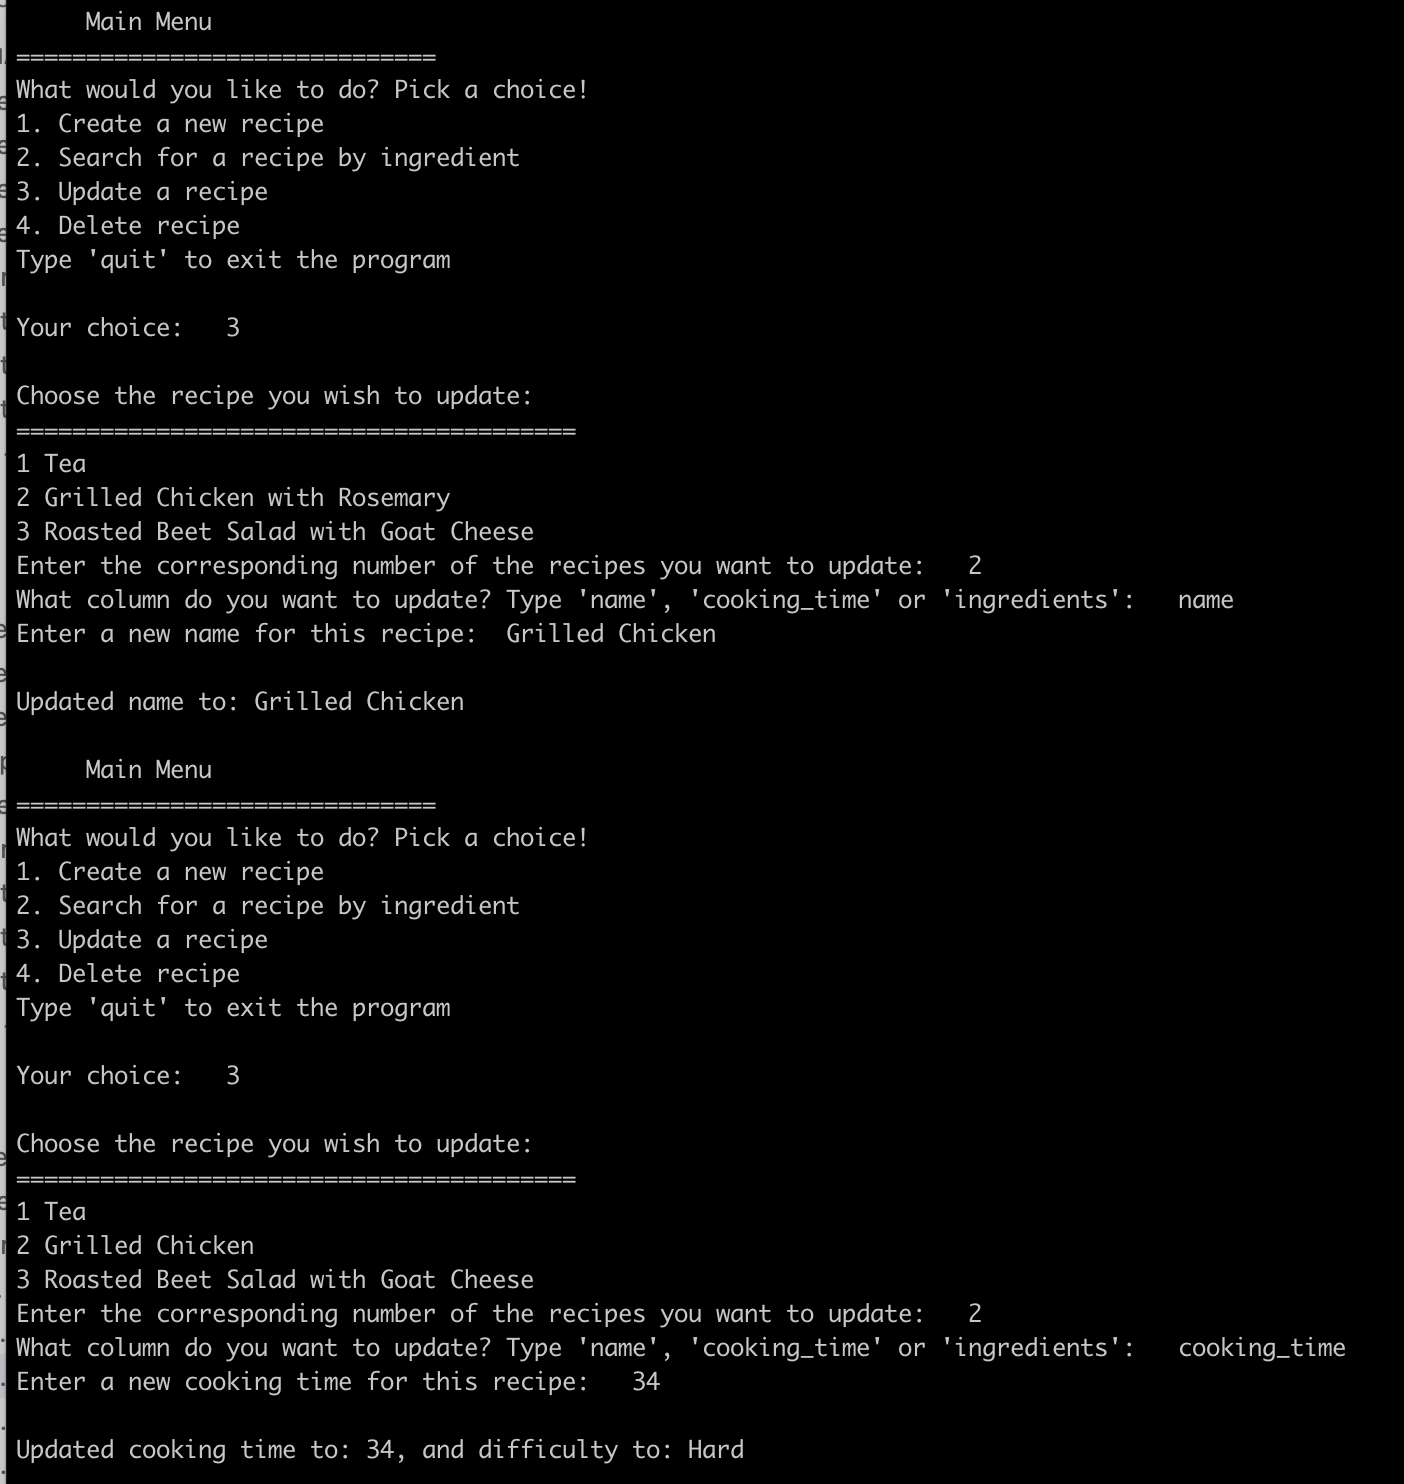 Main Menu
==============================
What would you like to do? Pick a choice!
1. Create a new recipe
2. Search for a recipe by ingredient
3. Update a recipe
4. Delete recipe
Type 'quit' to exit the program
Your choice:   3
Choose the recipe you wish to update:
========================================
1 Tea
2 Grilled Chicken with Rosemary
3 Roasted Beet Salad with Goat Cheese
Enter the corresponding number of the recipes you want to update:   2
What column do you want to update? Type 'name', 'cooking_time' or 'ingredients':   name
Enter a new name for this recipe:  Grilled Chicken
Updated name to: Grilled Chicken
Main Menu
==============================
What would you like to do? Pick a choice!
1. Create a new recipe
2. Search for a recipe by ingredient
3. Update a recipe
4. Delete recipe
Type 'quit' to exit the program
Your choice:   3
Choose the recipe you wish to update:
========================================
1 Tea
2 Grilled Chicken
3 Roasted Beet Salad with Goat Cheese
Enter the corresponding number of the recipes you want to update:   2
What column do you want to update? Type 'name', 'cooking_time' or 'ingredients':   cooking_time
Enter a new cooking time for this recipe:   34
Updated cooking time to: 34, and difficulty to: Hard